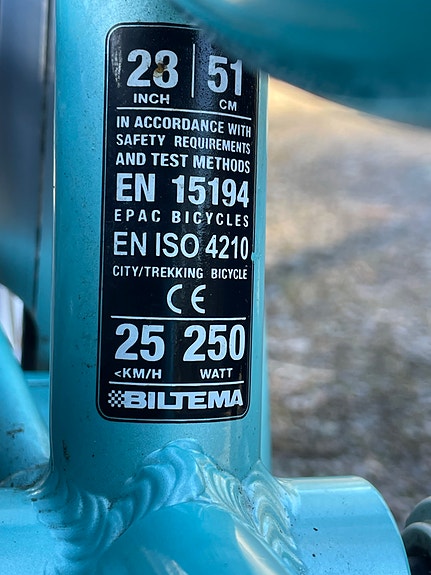 28 51
INCH CM
IN ACCORDANCE WITH
SAFETY REQUIREMENTS
AND TEST METHODS
EN 15194
EPAC BICYCLES
EN ISO 4210
CITY/TREKKING BICYCLE
CE
25 250
<KM/H WATT
BILTEMA